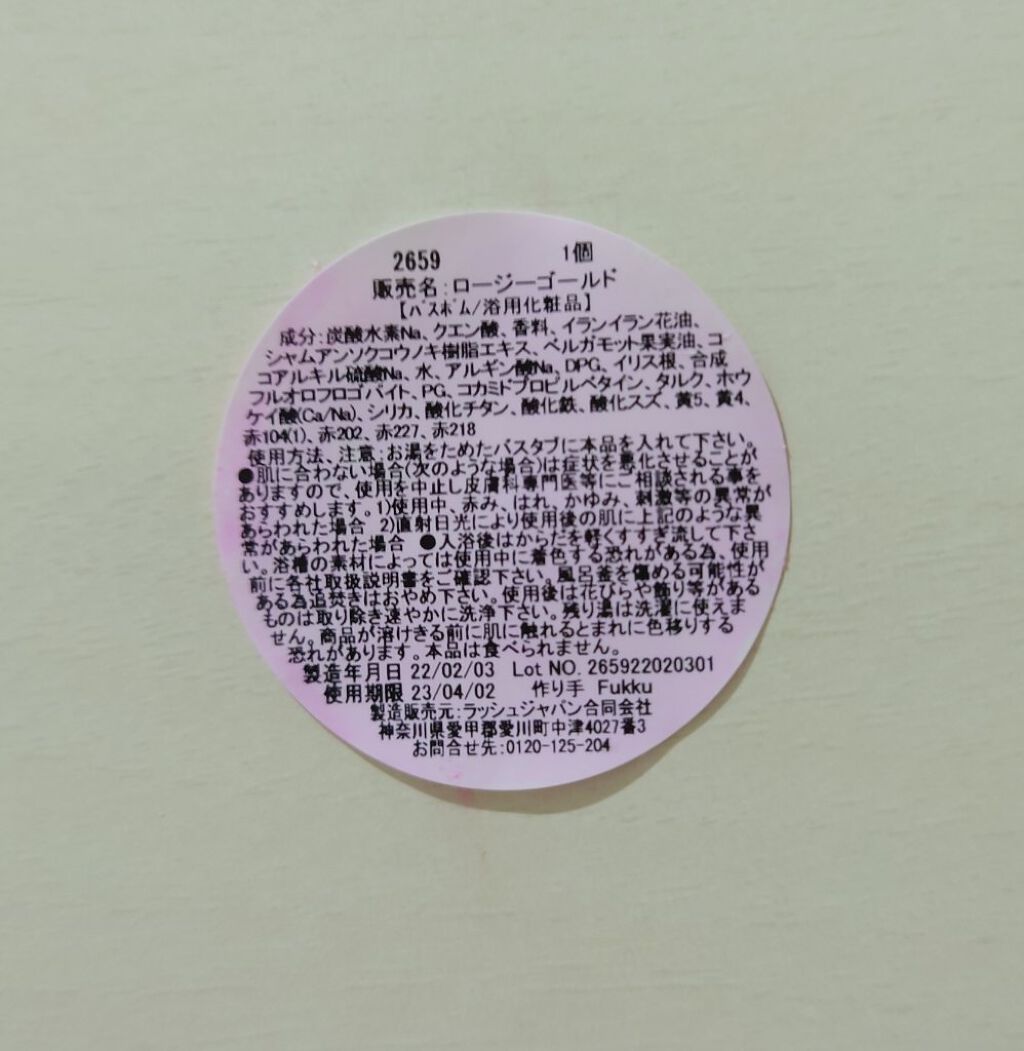 2659 1個
販売名:ロージーゴールド
【バスボム/浴用化粧品】
成分:炭酸水素Na、クエン酸、香料、イランイラン花油、
シャムアンソクコウノキ樹脂エキス、ベルガモット果実油、コ
コアルキル硫酸Na、水、アルギン酸Na、DPG、イリス根、合成
フルオロフロゴパイト、PG、コカミドプロピルベタイン、タルク、ホウ
ケイ酸(Ca/Na)、シリカ、酸化チタン、酸化鉄、酸化スズ、黄5、黄4、
赤104(1)、赤202、赤227、赤218
使用方法、注意:お湯をためたバスタブに本品を入れて下さい。
●肌に合わない場合(次のような場合)は症状を悪化させることが
ありますので、使用を中止し皮膚科専門医等にご相談される事を
おすすめします。1)使用中、赤み、はれ、かゆみ、刺激等の異常が
あらわれた場合 2)直射日光により使用後の肌に上記のような異
常があらわれた場合 ●入浴後はからだを軽くすすぎ流して下さ
い。浴槽の素材によっては使用中に着色する恐れがある為、使用
前に各社取扱説明書をご確認下さい。風呂釜を傷める可能性が
ある為追焚きはおやめ下さい。使用後は花びらや飾り等がある
ものは取り除き速やかに洗浄下さい。残り湯は洗濯に使えま
せん。商品が溶けきる前に肌に触れるとまれに色移りする
恐れがあります。本品は食べられません。
製造年月日 22/02/03 Lot NO. 265922020301
使用期限 23/04/02 作り手 Fukku
製造販売元:ラッシュジャパン合同会社
神奈川県愛甲郡愛川町中津4027番3
お問合せ先:0120-125-204